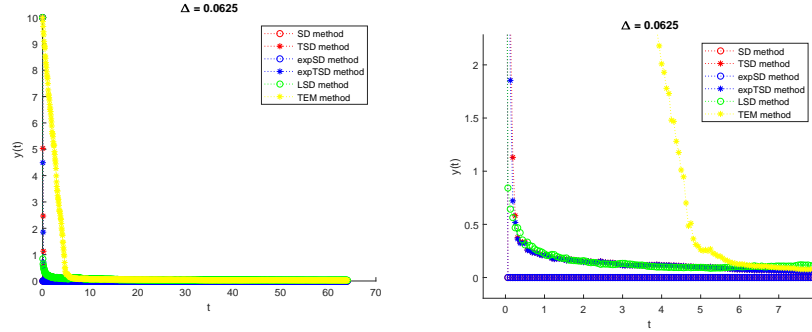 Δ = 0.0625
SD method
TSD method
expSD method
expTSD method
LSD method
TEM method
y(t)
10
9
8
7
6
5
4
3
2
1
0
0 10 20 30 40 50 60 70
t
Δ = 0.0625
SD method
TSD method
expSD method
expTSD method
LSD method
TEM method
y(t)
2
1.5
1
0.5
0
0 1 2 3 4 5 6 7
t